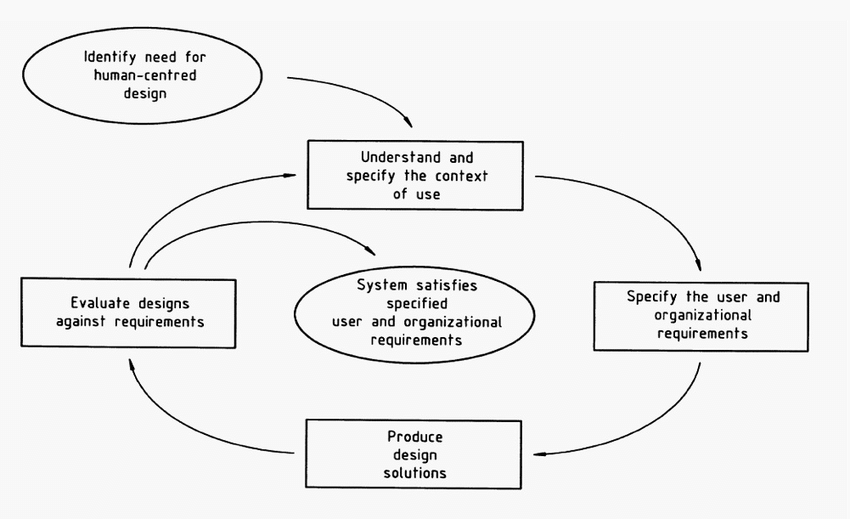 Identify need for
human-centred
design
Understand and
specify the context
of use
System satisfies
specified
user and organizational
requirements
Evaluate designs
against requirements
Specify the user and
organizational
requirements
Produce
design
solutions